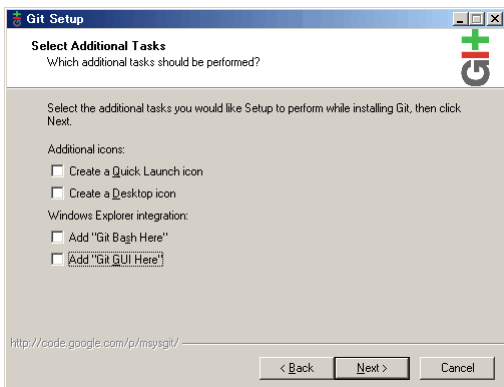 Git Setup
Select Additional Tasks
Which additional tasks should be performed?
GIT
Select the additional tasks you would like Setup to perform while installing Git, then click
Next.
Additional icons:
Create a Quick Launch icon
Create a Desktop icon
Windows Explorer integration:
Add "Git Bash Here"
Add "Git GUI Here"
http://code.google.com/p/msysgit/
< Back
Next >
Cancel